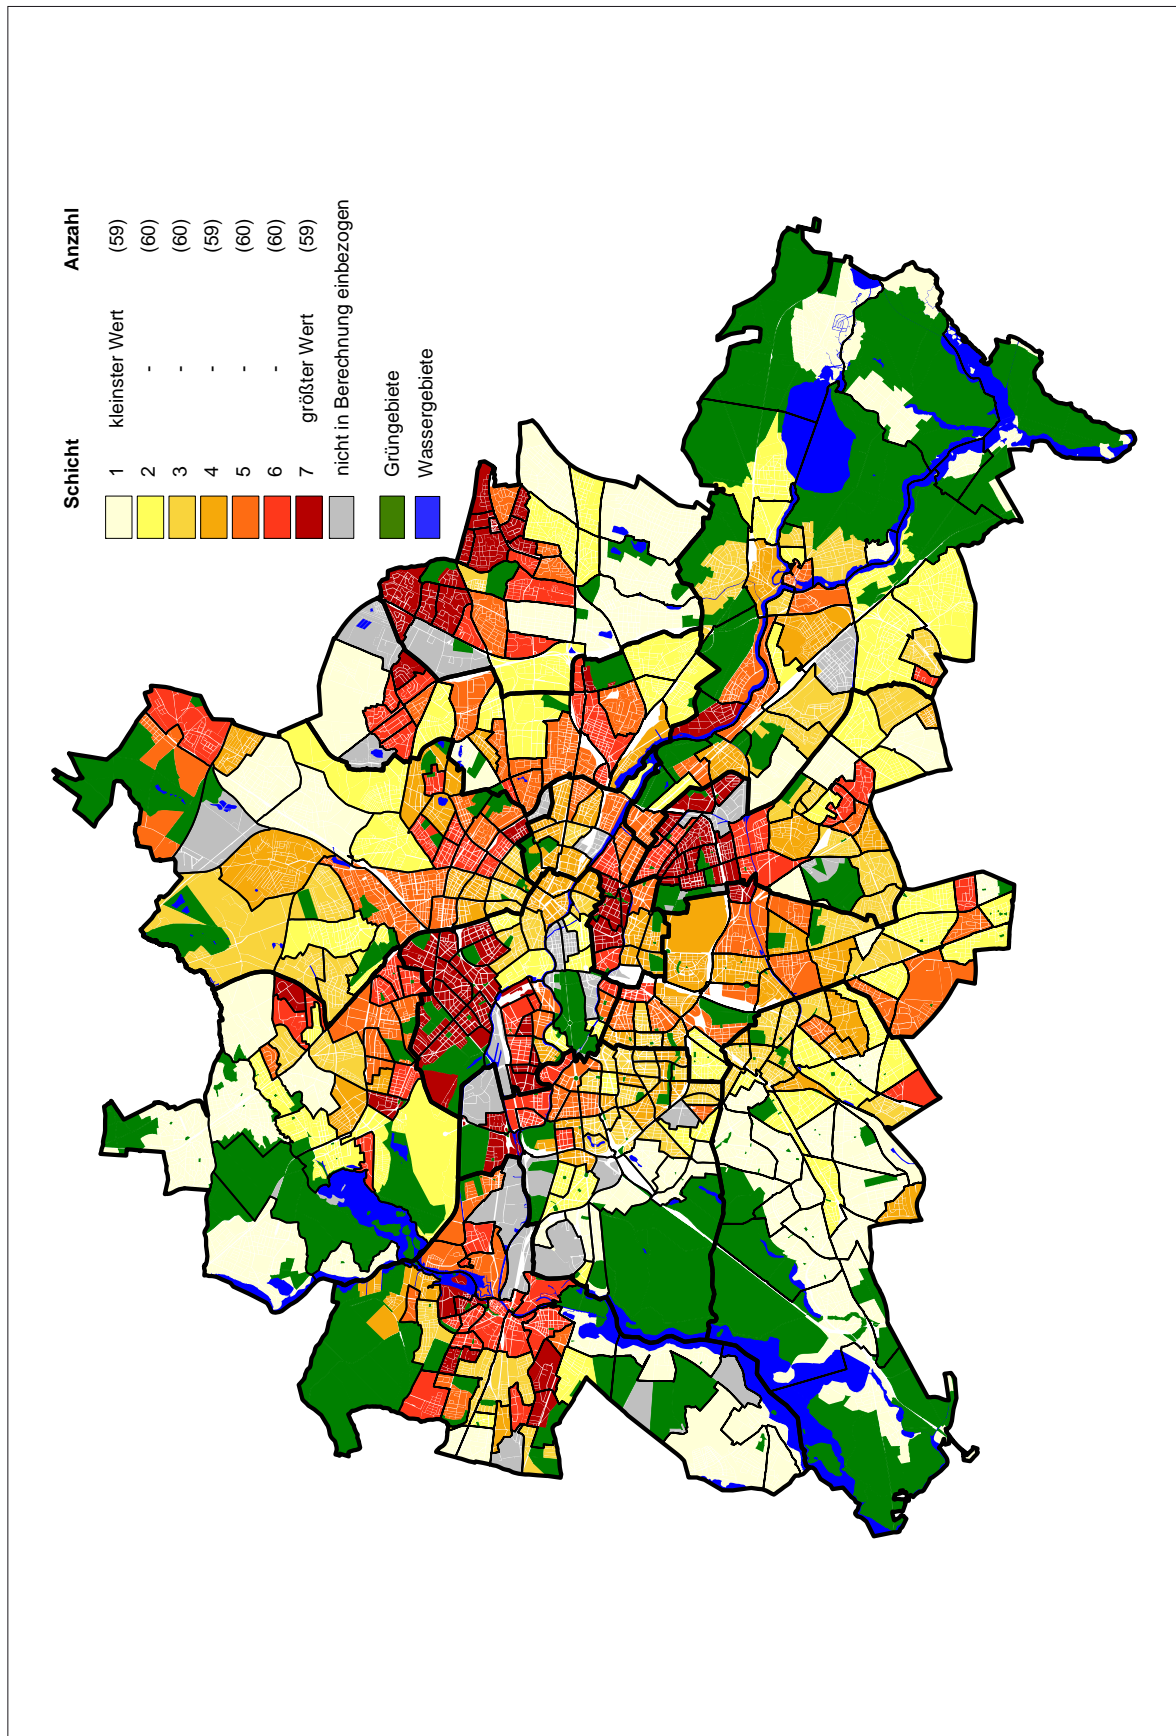 Schicht Anzahl
1 kleinster Wert (59)
2 - (60)
3 - (60)
4 - (59)
5 - (60)
6 - (60)
7 größter Wert (59)
nicht in Berechnung einbezogen
Grüngebiete
Wassergebiete